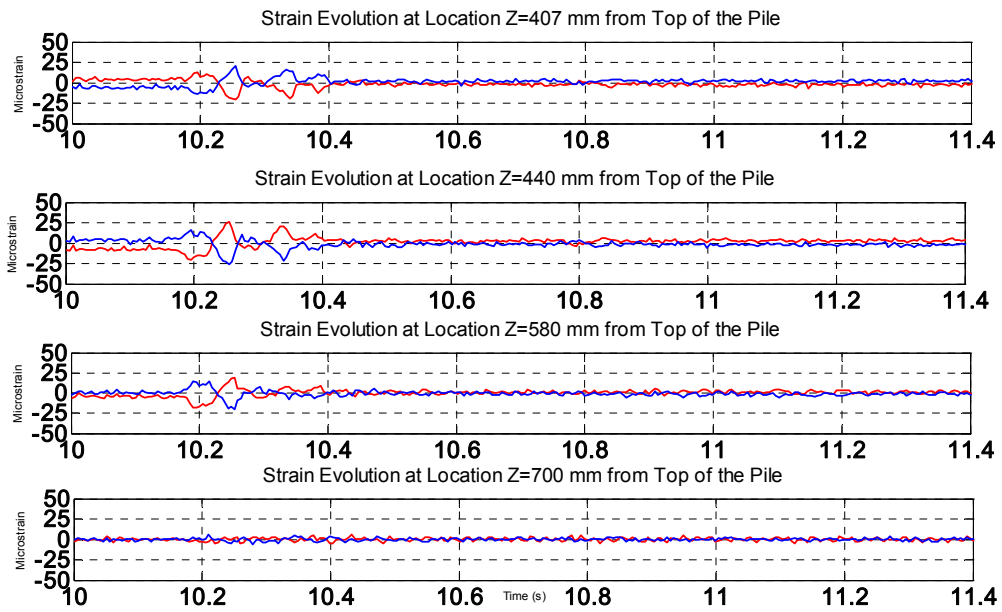 Strain Evolution at Location Z=407 mm from Top of the Pile
50
25
0
-25
-50
Microstrain
10 10.2 10.4 10.6 10.8 11 11.2 11.4
Strain Evolution at Location Z=440 mm from Top of the Pile
50
25
0
-25
-50
Microstrain
10 10.2 10.4 10.6 10.8 11 11.2 11.4
Strain Evolution at Location Z=580 mm from Top of the Pile
50
25
0
-25
-50
Microstrain
10 10.2 10.4 10.6 10.8 11 11.2 11.4
Strain Evolution at Location Z=700 mm from Top of the Pile
50
25
0
-25
-50
Microstrain
10 10.2 10.4 10.6 10.8 11 11.2 11.4
Time (s)